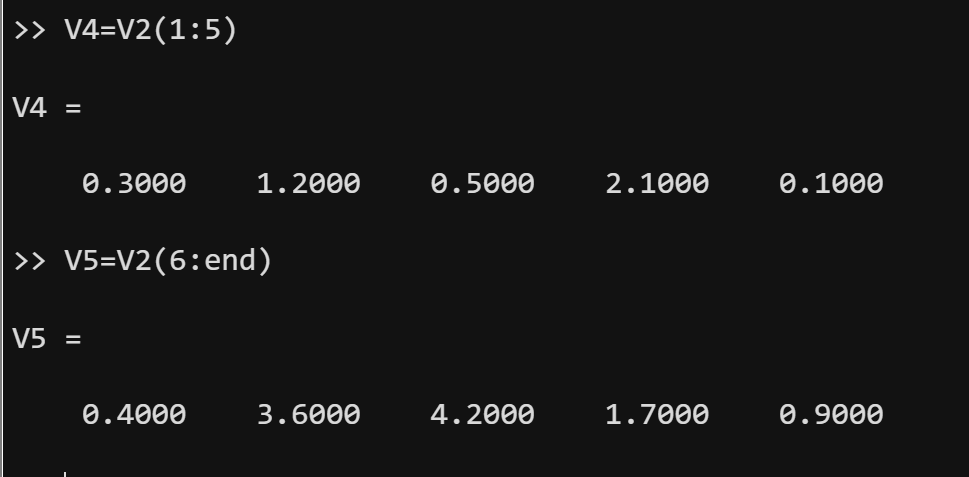 >> V4=V2(1:5)
V4 =
0.3000 1.2000 0.5000 2.1000 0.1000
>> V5=V2(6:end)
V5 =
0.4000 3.6000 4.2000 1.7000 0.9000